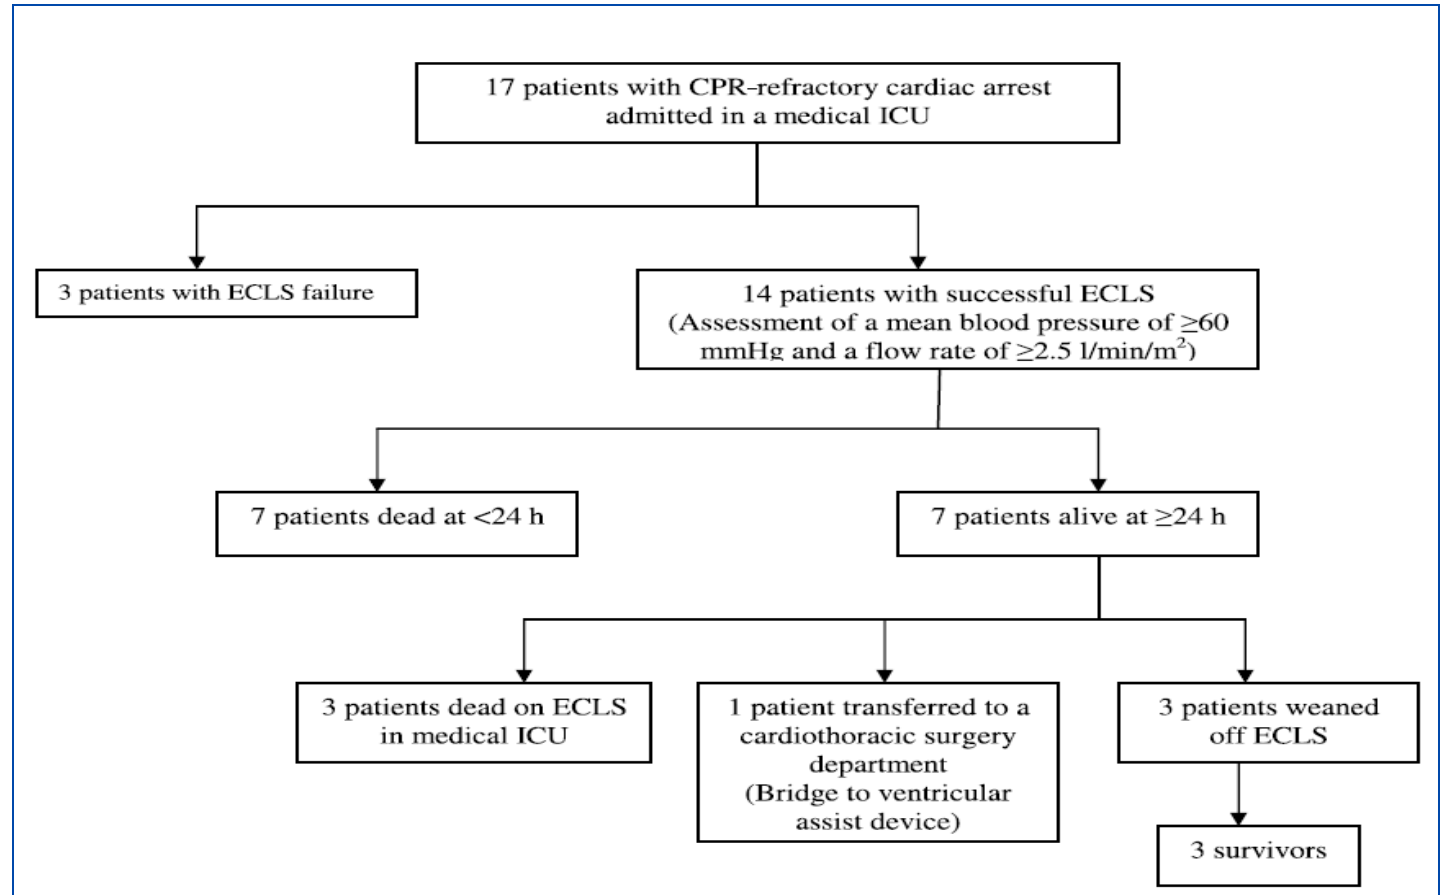 17 patients with CPR-refractory cardiac arrest
admitted in a medical ICU
3 patients with ECLS failure
14 patients with successful ECLS
(Assessment of a mean blood pressure of ≥60
mmHg and a flow rate of ≥2.5 l/min/m²)
7 patients dead at <24 h
7 patients alive at ≥24 h
3 patients dead on ECLS
in medical ICU
1 patient transferred to a
cardiothoracic surgery
department
(Bridge to ventricular
assist device)
3 patients weaned
off ECLS
3 survivors